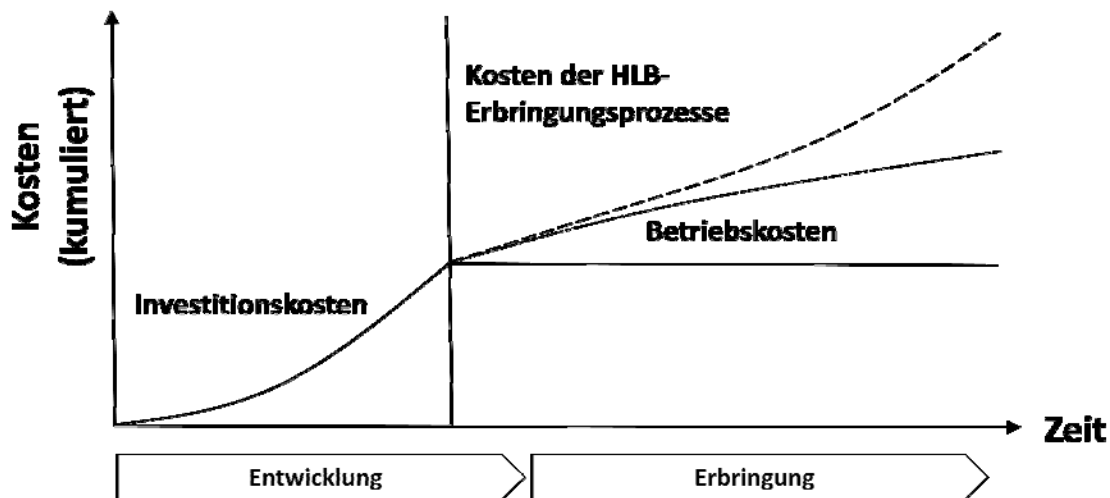 Kosten
(kumuliert)
Kosten der HLB-
Erbringungsprozesse
Betriebskosten
Investitionskosten
Zeit
Entwicklung
Erbringung